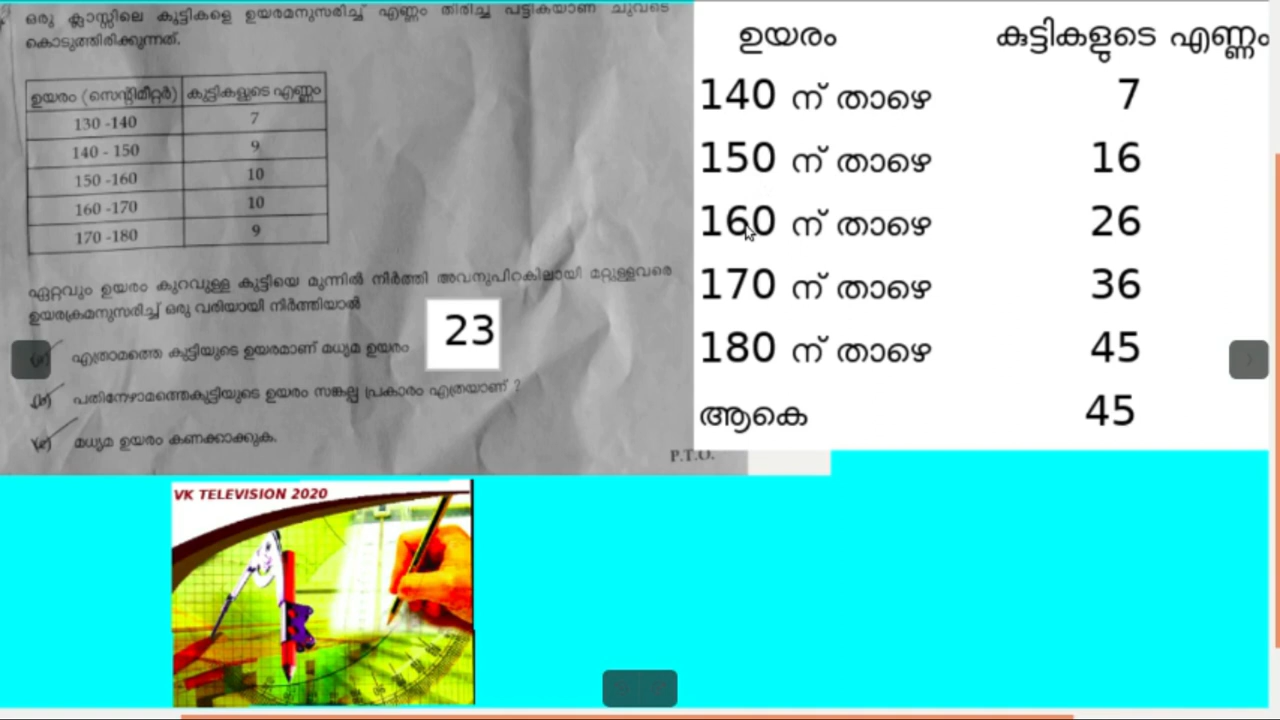 ഒരു ക്ലാസ്സിലെ കുട്ടികളെ ഉയരമനുസരിച്ച് എണ്ണം തിരിച്ച പട്ടികയാണ് ചുവടെ
കൊടുത്തിരിക്കുന്നത്.
ഉയരം (സെന്റിമീറ്റർ) കുട്ടികളുടെ എണ്ണം
130 -140 7
140 - 150 9
150 -160 10
160 -170 10
170 -180 9
ഏറ്റവും ഉയരം കുറവുള്ള കുട്ടിയെ മുന്നിൽ നിർത്തി അവനുപിറകിലായി മറ്റുള്ളവരെ
ഉയരക്രമനുസരിച്ച് ഒരു വരിയായി നിർത്തിയാൽ
എത്രാമത്തെ കുട്ടിയുടെ ഉയരമാണ് മധ്യമ ഉയരം 23
(b) പതിനേഴാമത്തെകുട്ടിയുടെ ഉയരം സങ്കല്പ പ്രകാരം എത്രയാണ് ?
(c) മധ്യമ ഉയരം കണക്കാക്കുക.
P.T.O.
ഉയരം കുട്ടികളുടെ എണ്ണം
140 ന് താഴെ 7
150 ന് താഴെ 16
160 ന് താഴെ 26
170 ന് താഴെ 36
180 ന് താഴെ 45
ആകെ 45
VK TELEVISION 2020